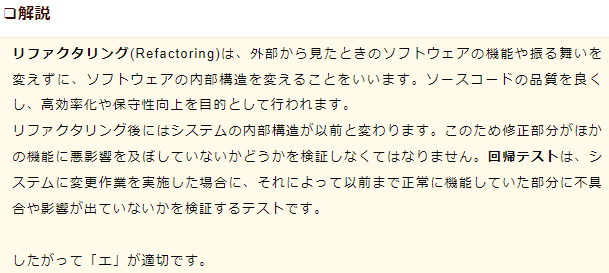 ❏解説
リファクタリング(Refactoring)は、外部から見たときのソフトウェアの機能や振る舞いを
変えずに、ソフトウェアの内部構造を変えることをいいます。ソースコードの品質を良く
し、高効率化や保守性向上を目的として行われます。
リファクタリング後にはシステムの内部構造が以前と変わります。このため修正部分がほか
の機能に悪影響を及ぼしていないかどうかを検証しなくてはなりません。回帰テストは、シ
ステムに変更作業を実施した場合に、それによって以前まで正常に機能していた部分に不具
合や影響が出ていないかを検証するテストです。
したがって「エ」が適切です。